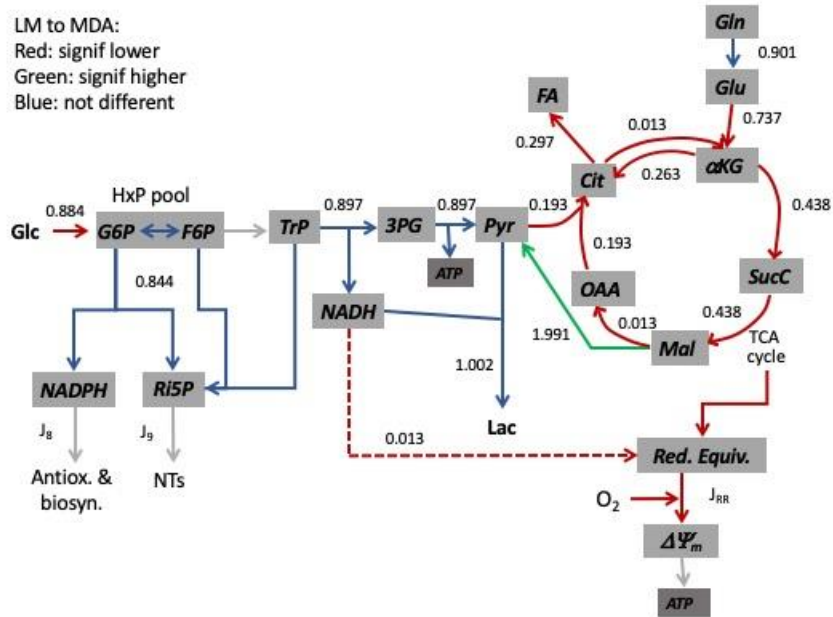 LM to MDA:
Red: signif lower
Green: signif higher
Blue: not different
Gln
0.901
Glu
0.737
FA
0.297
0.013
αKG
0.263
Cit
0.438
HxP pool
Glc
0.884
G6P
F6P
TrP
0.897
3PG
0.897
Pyr
0.193
ATP
0.193
SucC
OAA
0.438
0.844
NADH
1.991
0.013
Mal
TCA
cycle
1.002
NADPH
Ri5P
Lac
J8
J9
0.013
Red. Equiv.
Antiox. &
biosyn.
NTs
O2
JRR
ΔΨm
ATP